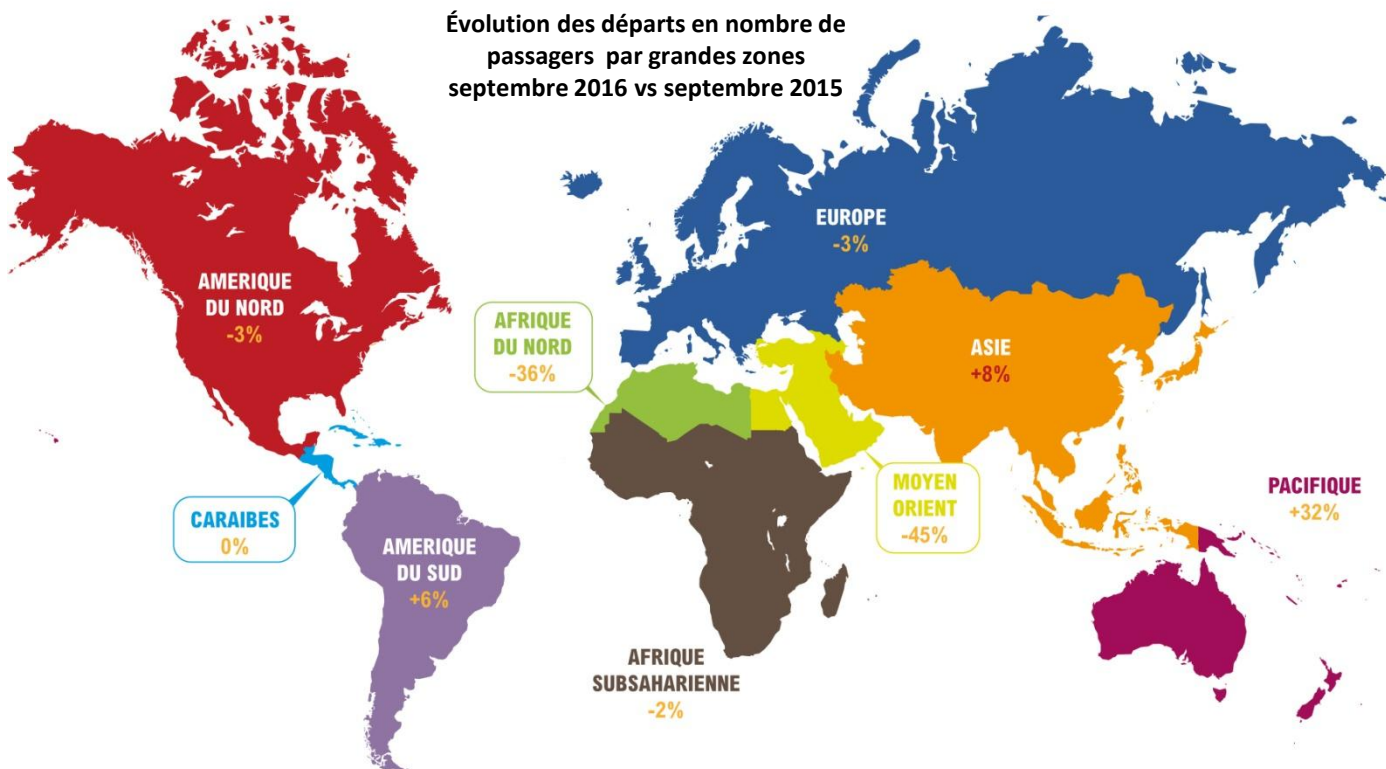 Évolution des départs en nombre de
passagers par grandes zones
septembre 2016 vs septembre 2015
AMERIQUE
DU NORD
-3%
EUROPE
-3%
AFRIQUE
DU NORD
-36%
ASIE
+8%
CARAIBES
0%
AMERIQUE
DU SUD
+6%
MOYEN
ORIENT
-45%
PACIFIQUE
+32%
AFRIQUE
SUBSAHARIENNE
-2%